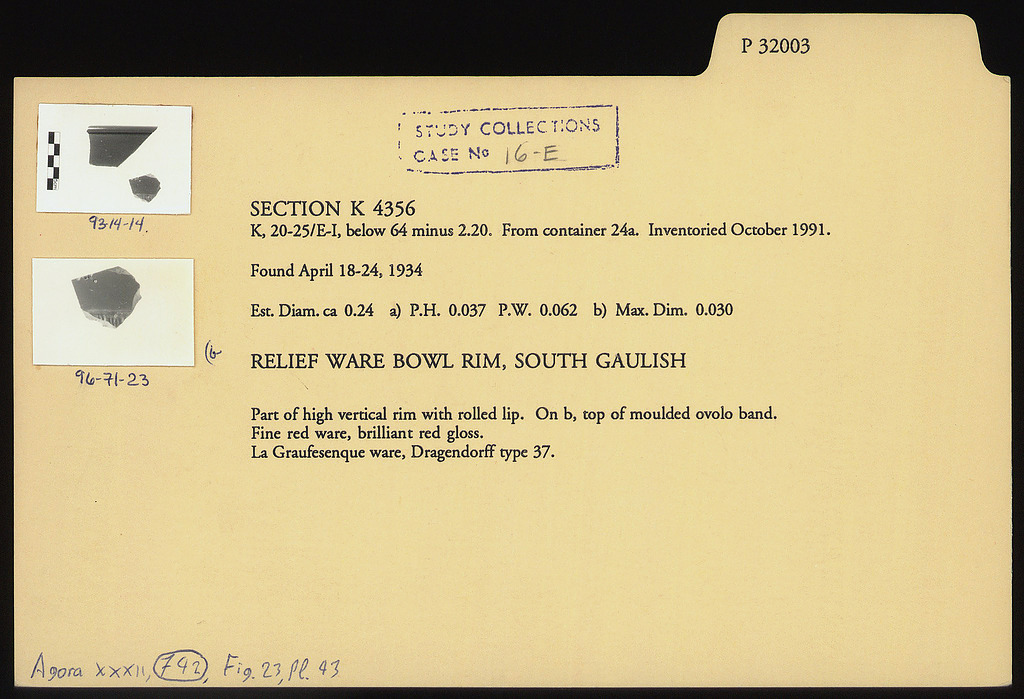 P 32003
STUDY COLLECTIONS
CASE No 16-E
93-14-14.
SECTION K 4356
K, 20-25/E-I, below 64 minus 2.20. From container 24a. Inventoried October 1991.
Found April 18-24, 1934
Est. Diam. ca 0.24 a) P.H. 0.037 P.W. 0.062 b) Max. Dim. 0.030
(b
96-71-23
RELIEF WARE BOWL RIM, SOUTH GAULISH
Part of high vertical rim with rolled lip. On b, top of moulded ovolo band.
Fine red ware, brilliant red gloss.
La Graufesenque ware, Dragendorff type 37.
Agora XXXII, 742, Fig. 23, Pl. 43